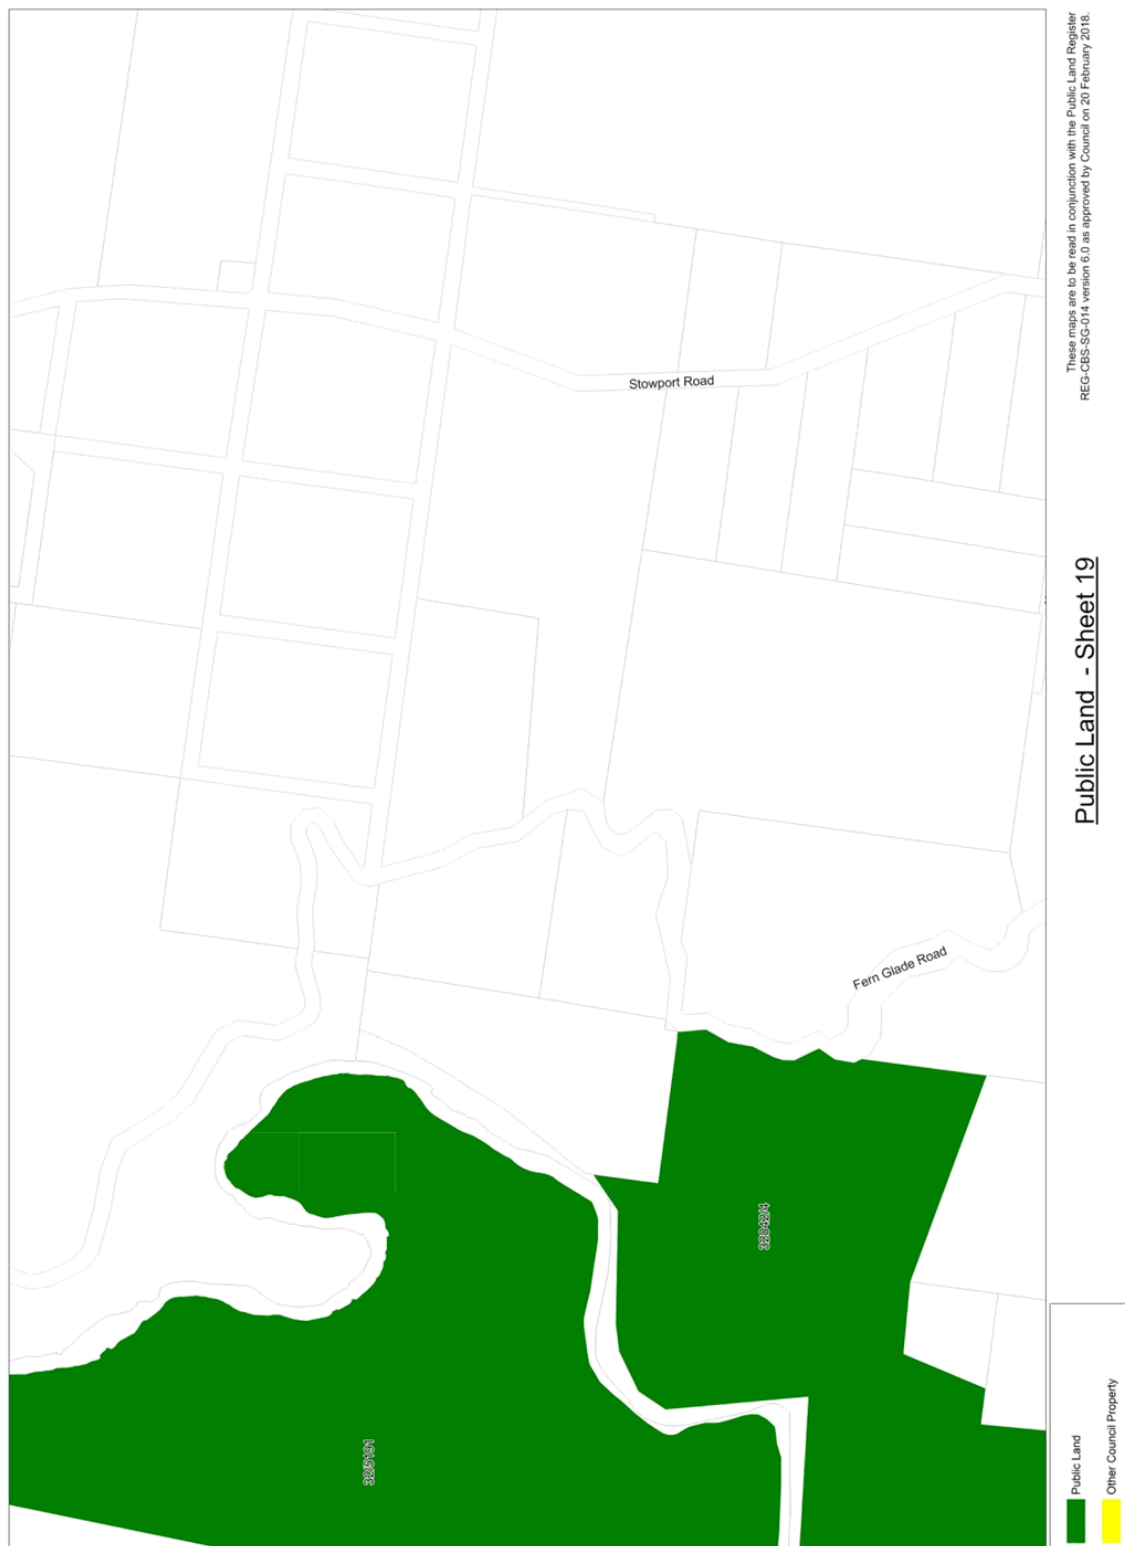 These maps are to be read in conjunction with the Public Land Register
REG-CBS-SG-014 version 6.0 as approved by Council on 20 February 2018.
Stowport Road
Public Land - Sheet 19
Fern Glade Road
Public Land
Other Council Property